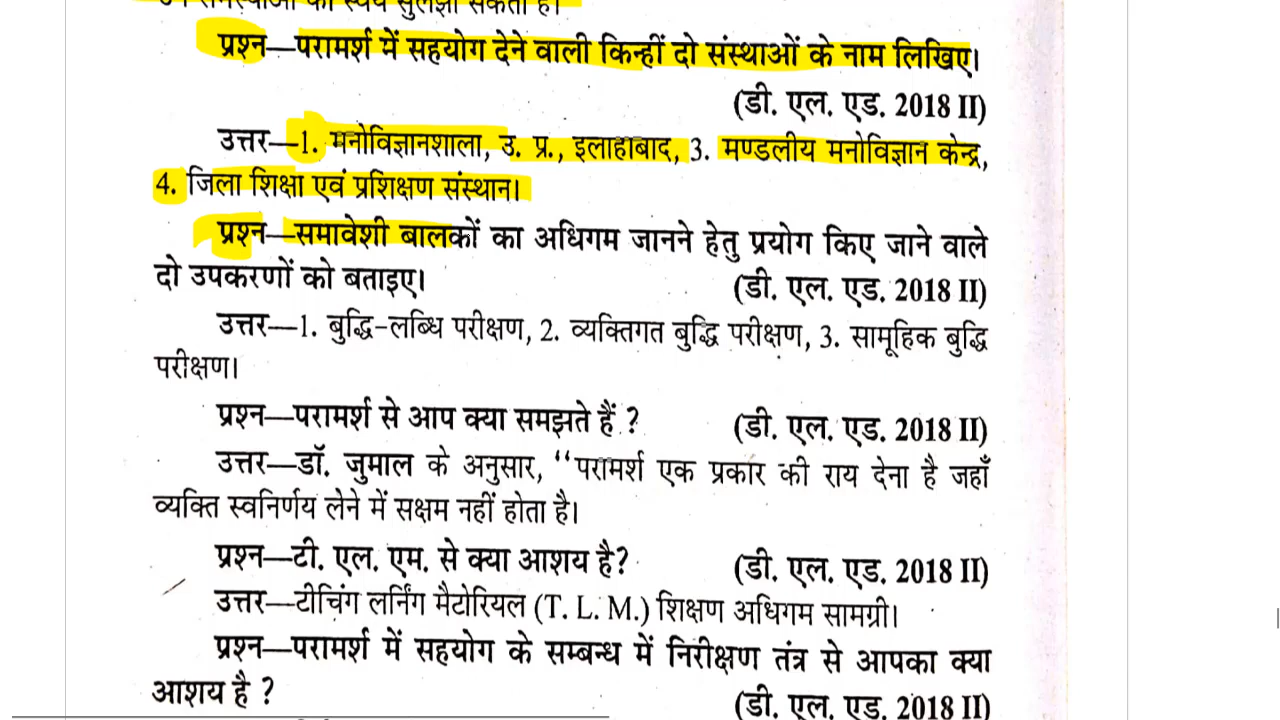 उन समस्याओं को स्वयं सुलझा सकता है।
प्रश्न—परामर्श में सहयोग देने वाली किन्हीं दो संस्थाओं के नाम लिखिए।
(डी. एल. एड. 2018 II)
उत्तर—1. मनोविज्ञानशाला, उ. प्र., इलाहाबाद, 3. मण्डलीय मनोविज्ञान केन्द्र,
4. जिला शिक्षा एवं प्रशिक्षण संस्थान।
प्रश्न—समावेशी बालकों का अधिगम जानने हेतु प्रयोग किए जाने वाले
दो उपकरणों को बताइए। (डी. एल. एड. 2018 II)
उत्तर—1. बुद्धि-लब्धि परीक्षण, 2. व्यक्तिगत बुद्धि परीक्षण, 3. सामूहिक बुद्धि
परीक्षण।
प्रश्न—परामर्श से आप क्या समझते हैं ? (डी. एल. एड. 2018 II)
उत्तर—डॉ. जुमाल के अनुसार, “परामर्श एक प्रकार की राय देना है जहाँ
व्यक्ति स्वनिर्णय लेने में सक्षम नहीं होता है।
प्रश्न—टी. एल. एम. से क्या आशय है? (डी. एल. एड. 2018 II)
उत्तर—टीचिंग लर्निंग मैटोरियल (T. L. M.) शिक्षण अधिगम सामग्री।
प्रश्न—परामर्श में सहयोग के सम्बन्ध में निरीक्षण तंत्र से आपका क्या
आशय है ? (डी. एल. एड. 2018 II)